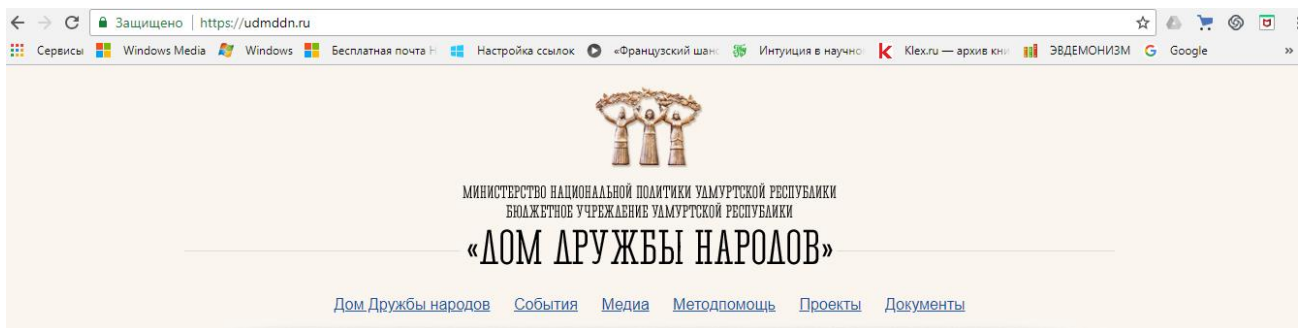 Защищено | https://udmddn.ru
Сервисы Windows Media Windows Бесплатная почта H Настройка ссылок «Французский шанс Интуиция в научно Klex.ru — архив кни ЭВДЕМОНИЗМ G Google »
МИНИСТЕРСТВО НАЦИОНАЛЬНОЙ ПОЛИТИКИ УДМУРТСКОЙ РЕСПУБЛИКИ
БЮДЖЕТНОЕ УЧРЕЖДЕНИЕ УДМУРТСКОЙ РЕСПУБЛИКИ
«ДОМ ДРУЖБЫ НАРОДОВ»
Дом Дружбы народов События Медиа Методпомощь Проекты Документы